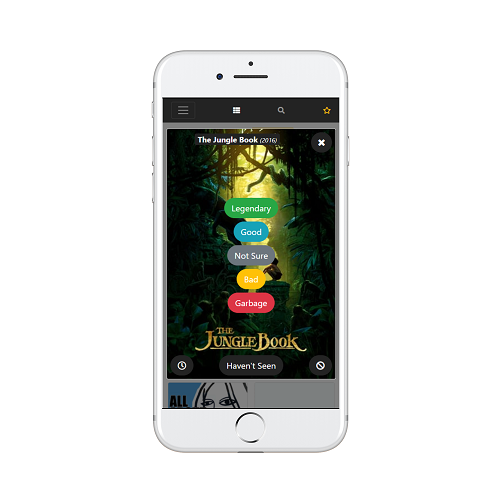 The Jungle Book (2016)
Legendary
Good
Not Sure
Bad
Garbage
THE
JUNGLE BOOK
Haven't Seen
ALL